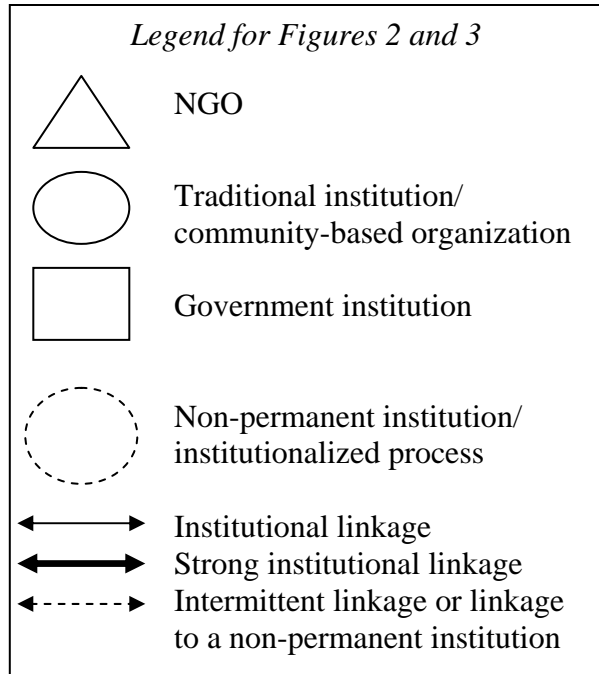 Legend for Figures 2 and 3
NGO
Traditional institution/
community-based organization
Government institution
Non-permanent institution/
institutionalized process
Institutional linkage
Strong institutional linkage
Intermittent linkage or linkage
to a non-permanent institution